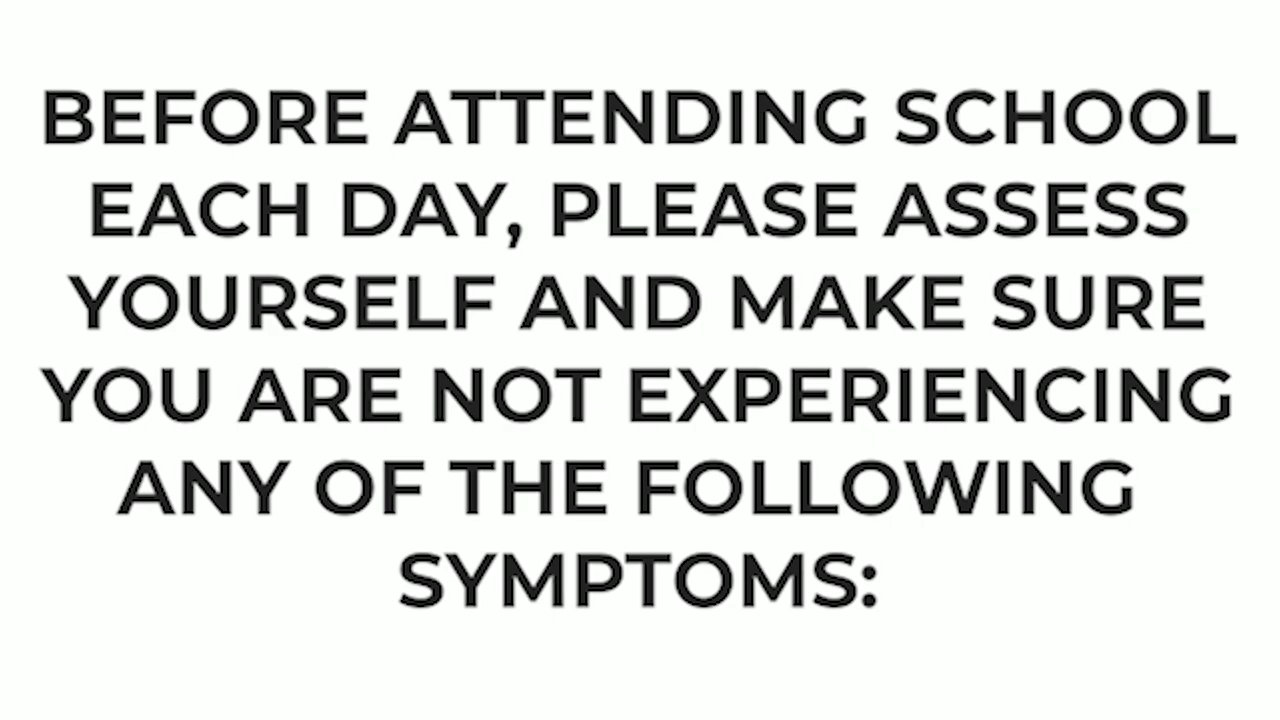 BEFORE ATTENDING SCHOOL
EACH DAY, PLEASE ASSESS
YOURSELF AND MAKE SURE
YOU ARE NOT EXPERIENCING
ANY OF THE FOLLOWING
SYMPTOMS: